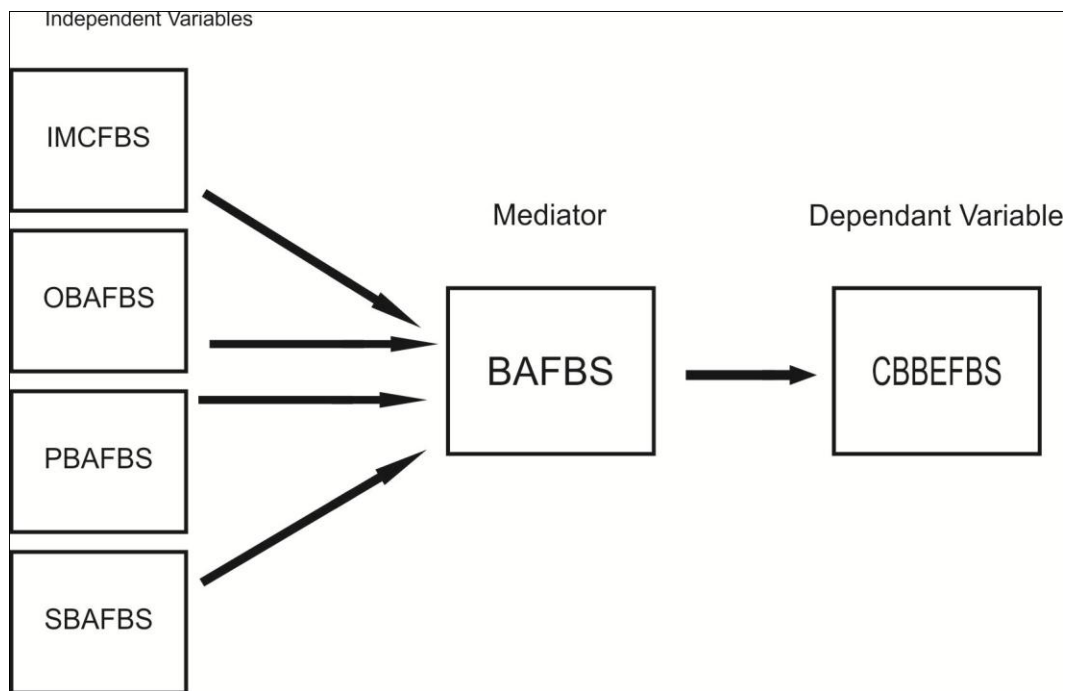 Independent Variables
IMCFBS
OBAFBS
PBAFBS
SBAFBS
Mediator
BAFBS
Dependant Variable
CBBEFBS